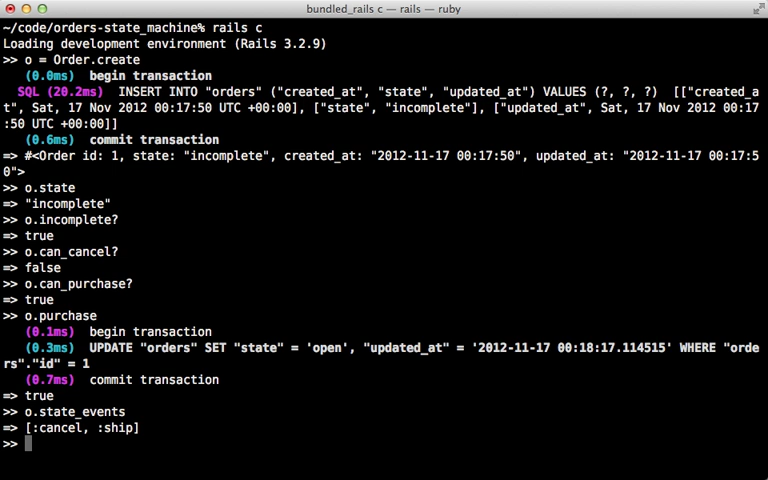 bundled_rails c — rails — ruby
~/code/orders-state_machine% rails c
Loading development environment (Rails 3.2.9)
>> o = Order.create
(0.0ms)  begin transaction
SQL (20.2ms)  INSERT INTO "orders" ("created_at", "state", "updated_at") VALUES (?, ?, ?)  [["created_a
t", Sat, 17 Nov 2012 00:17:50 UTC +00:00], ["state", "incomplete"], ["updated_at", Sat, 17 Nov 2012 00:17
:50 UTC +00:00]]
(0.6ms)  commit transaction
=> #<Order id: 1, state: "incomplete", created_at: "2012-11-17 00:17:50", updated_at: "2012-11-17 00:17:5
0">
>> o.state
=> "incomplete"
>> o.incomplete?
=> true
>> o.can_cancel?
=> false
>> o.can_purchase?
=> true
>> o.purchase
(0.1ms)  begin transaction
(0.3ms)  UPDATE "orders" SET "state" = 'open', "updated_at" = '2012-11-17 00:18:17.114515' WHERE "orde
rs"."id" = 1
(0.7ms)  commit transaction
=> true
>> o.state_events
=> [:cancel, :ship]
>>